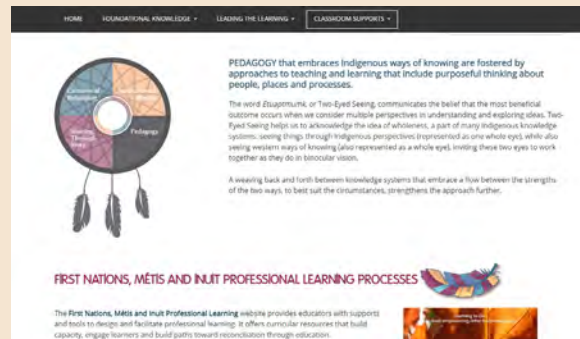 HOME FOUNDATIONAL KNOWLEDGE LEADING THE LEARNING CLASSROOM SUPPORTS
PEDAGOGY that embraces Indigenous ways of knowing are fostered by
approaches to teaching and learning that include purposeful thinking about
people, places and processes.
The word Etuaptmumk, or Two-Eyed Seeing, communicates the belief that the most beneficial
outcome occurs when we consider multiple perspectives in understanding and exploring ideas. Two-
Eyed Seeing helps us to acknowledge the idea of wholeness, a part of many Indigenous knowledge
systems; seeing things through Indigenous perspectives (represented as one whole eye), while also
seeing western ways of knowing (also represented as a whole eye), inviting these two eyes to work
together as they do in binocular vision.
A weaving back and forth between knowledge systems that embrace a flow between the strengths
of the two ways, to best suit the circumstances, strengthens the approach further.
Sharing
Through
Story
Pedagogy
FIRST NATIONS, MÉTIS AND INUIT PROFESSIONAL LEARNING PROCESSES
The First Nations, Métis and Inuit Professional Learning website provides educators with supports
and tools to design and facilitate professional learning. It offers curricular resources that build
capacity, engage learners and build paths toward reconciliation through education.